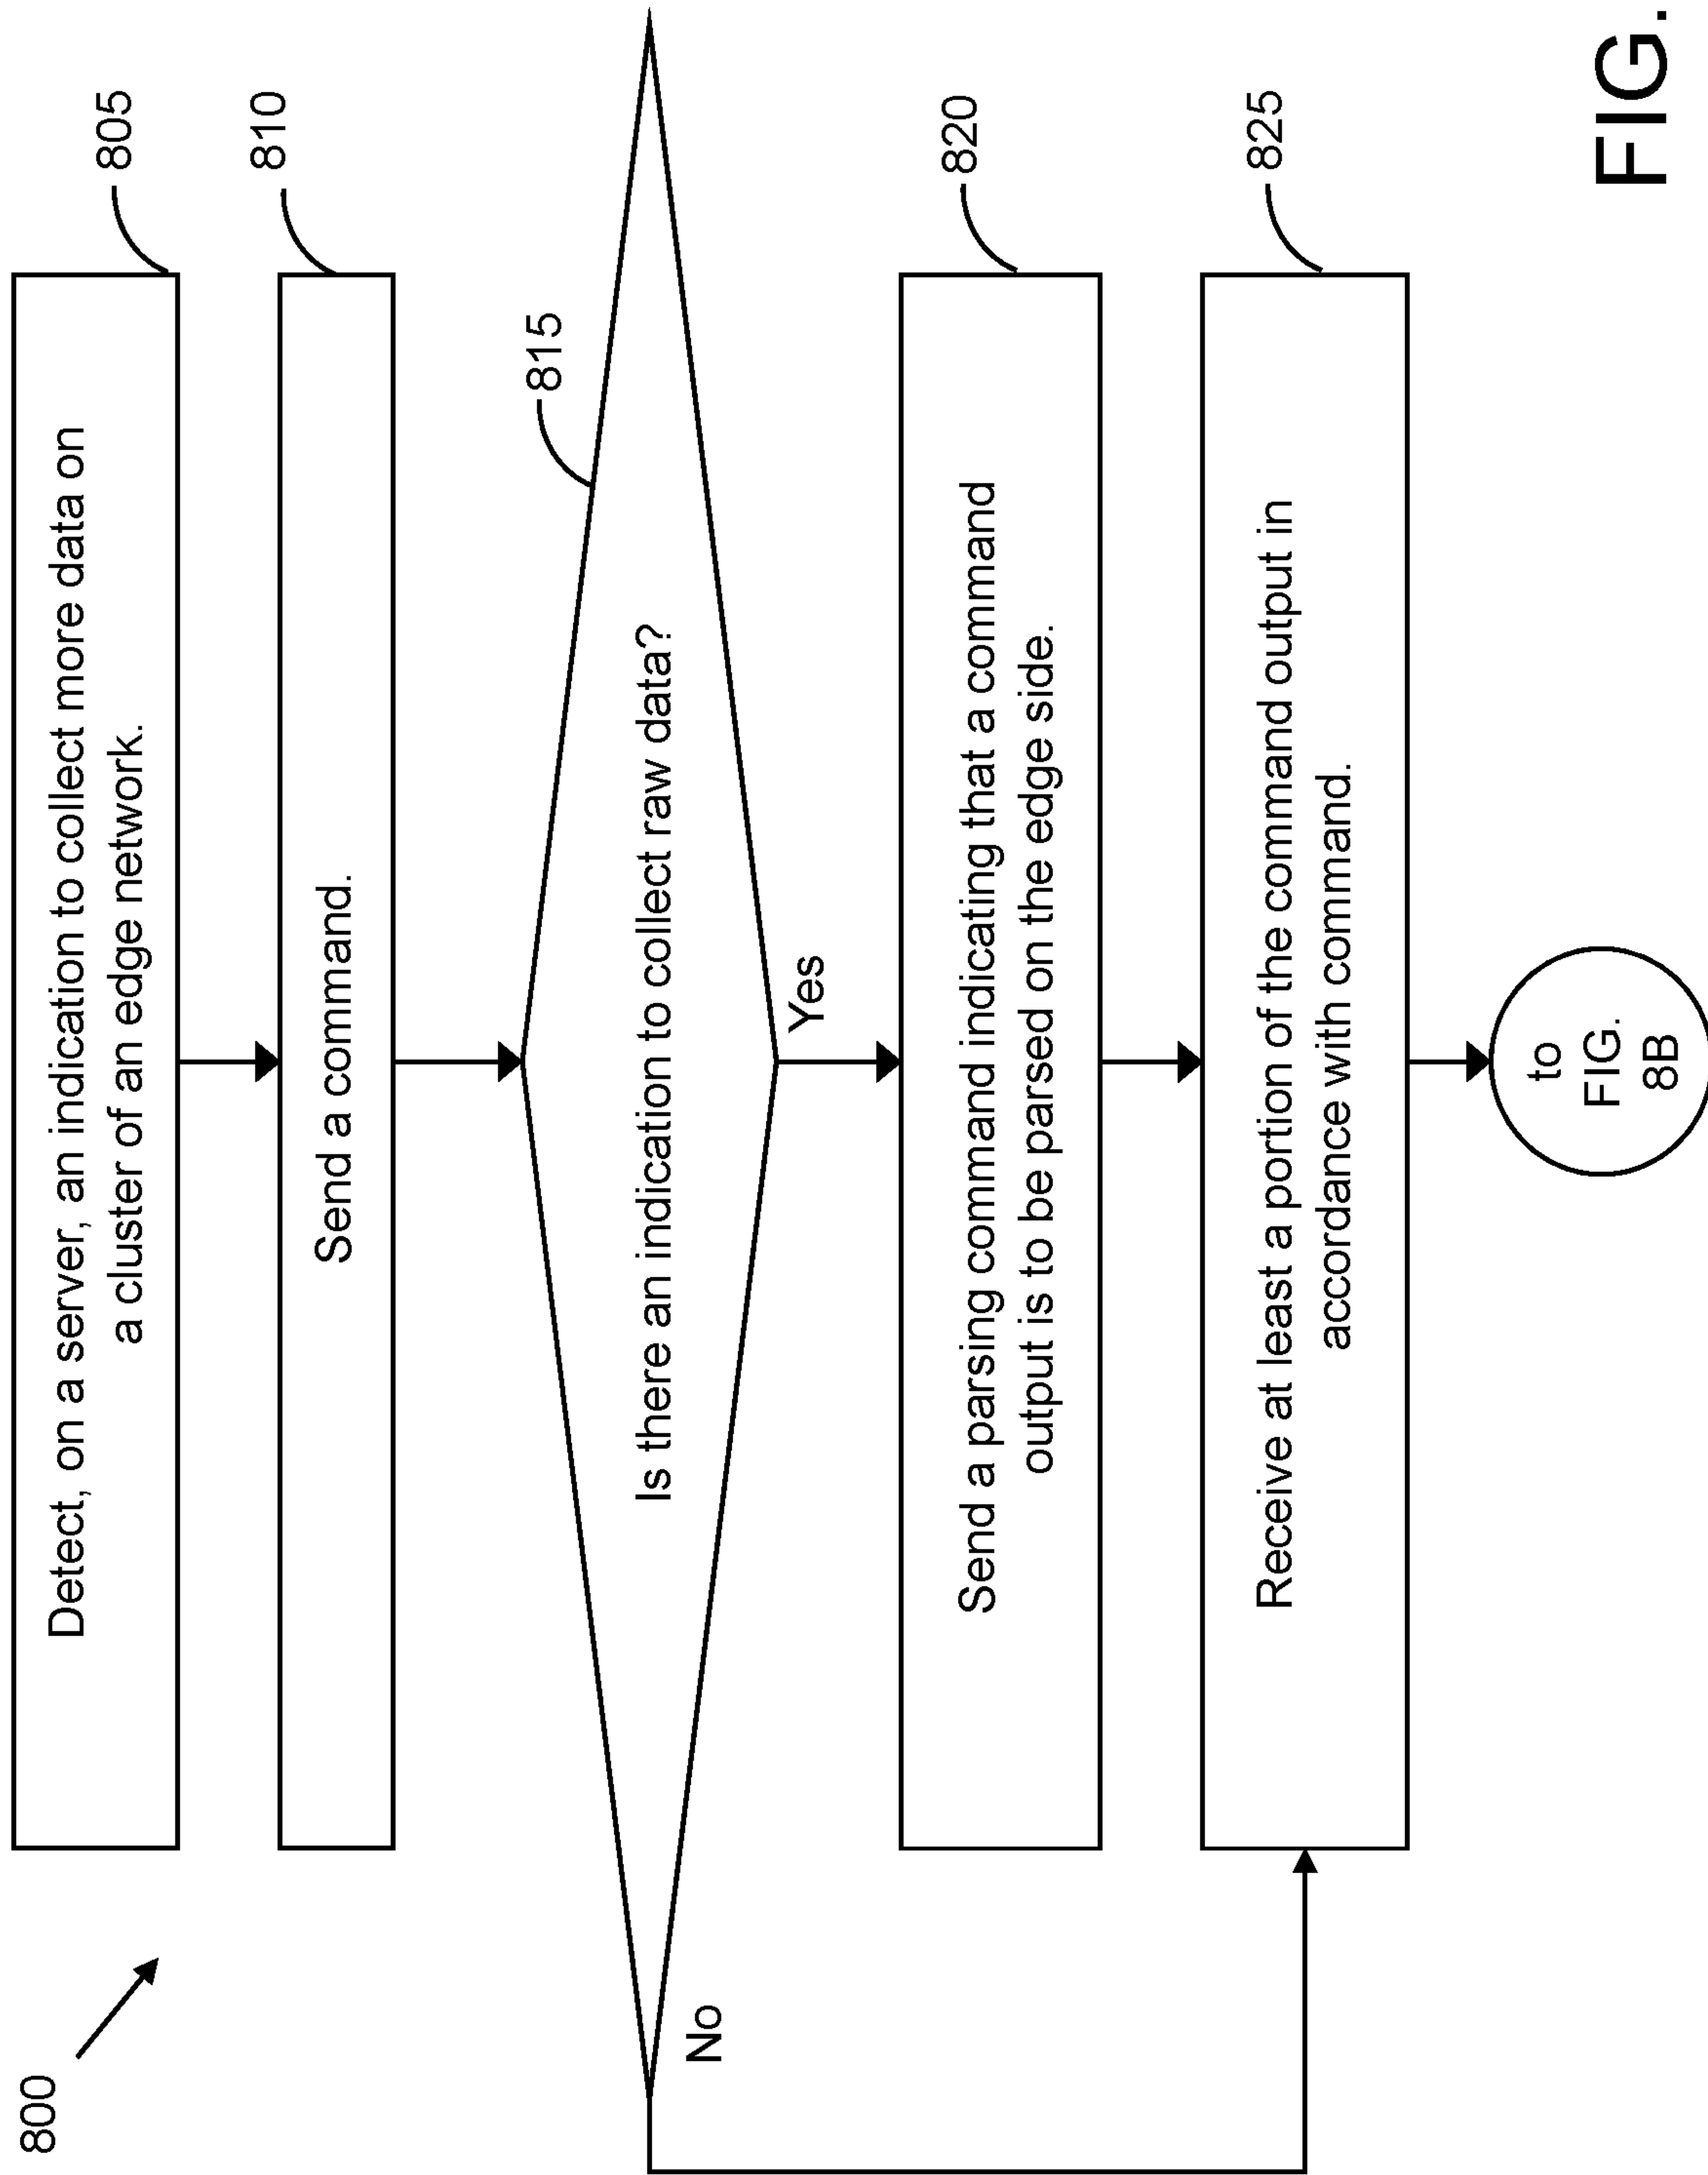 800
Detect, on a server, an indication to collect more data on
a cluster of an edge network.
805
Send a command.
810
Is there an indication to collect raw data?
815
No
Yes
Send a parsing command indicating that a command
output is to be parsed on the edge side.
820
Receive at least a portion of the command output in
accordance with command.
825
to
FIG.
8B
FIG.